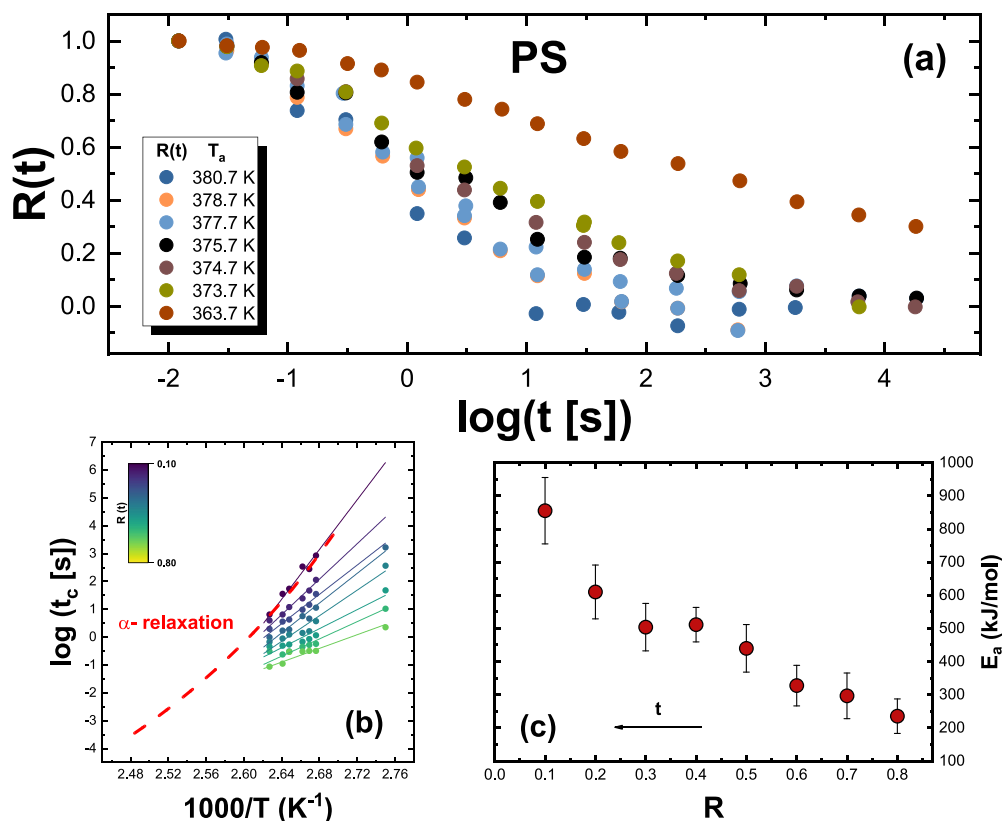 PS
(a)
1.0
0.8
0.6
0.4
0.2
0.0
R(t)
R(t) T_a
380.7 K
378.7 K
377.7 K
375.7 K
374.7 K
373.7 K
363.7 K
-2 -1 0 1 2 3 4
log(t [s])
7
6
5
4
3
2
1
0
-1
-2
-3
-4
log (t_c [s])
0.10
R (t)
0.80
α- relaxation
(b)
2.48 2.52 2.56 2.60 2.64 2.68 2.72 2.76
1000/T (K⁻¹)
1000
900
800
700
600
500
400
300
200
100
E_a (kJ/mol)
t
(c)
0.0 0.1 0.2 0.3 0.4 0.5 0.6 0.7 0.8
R